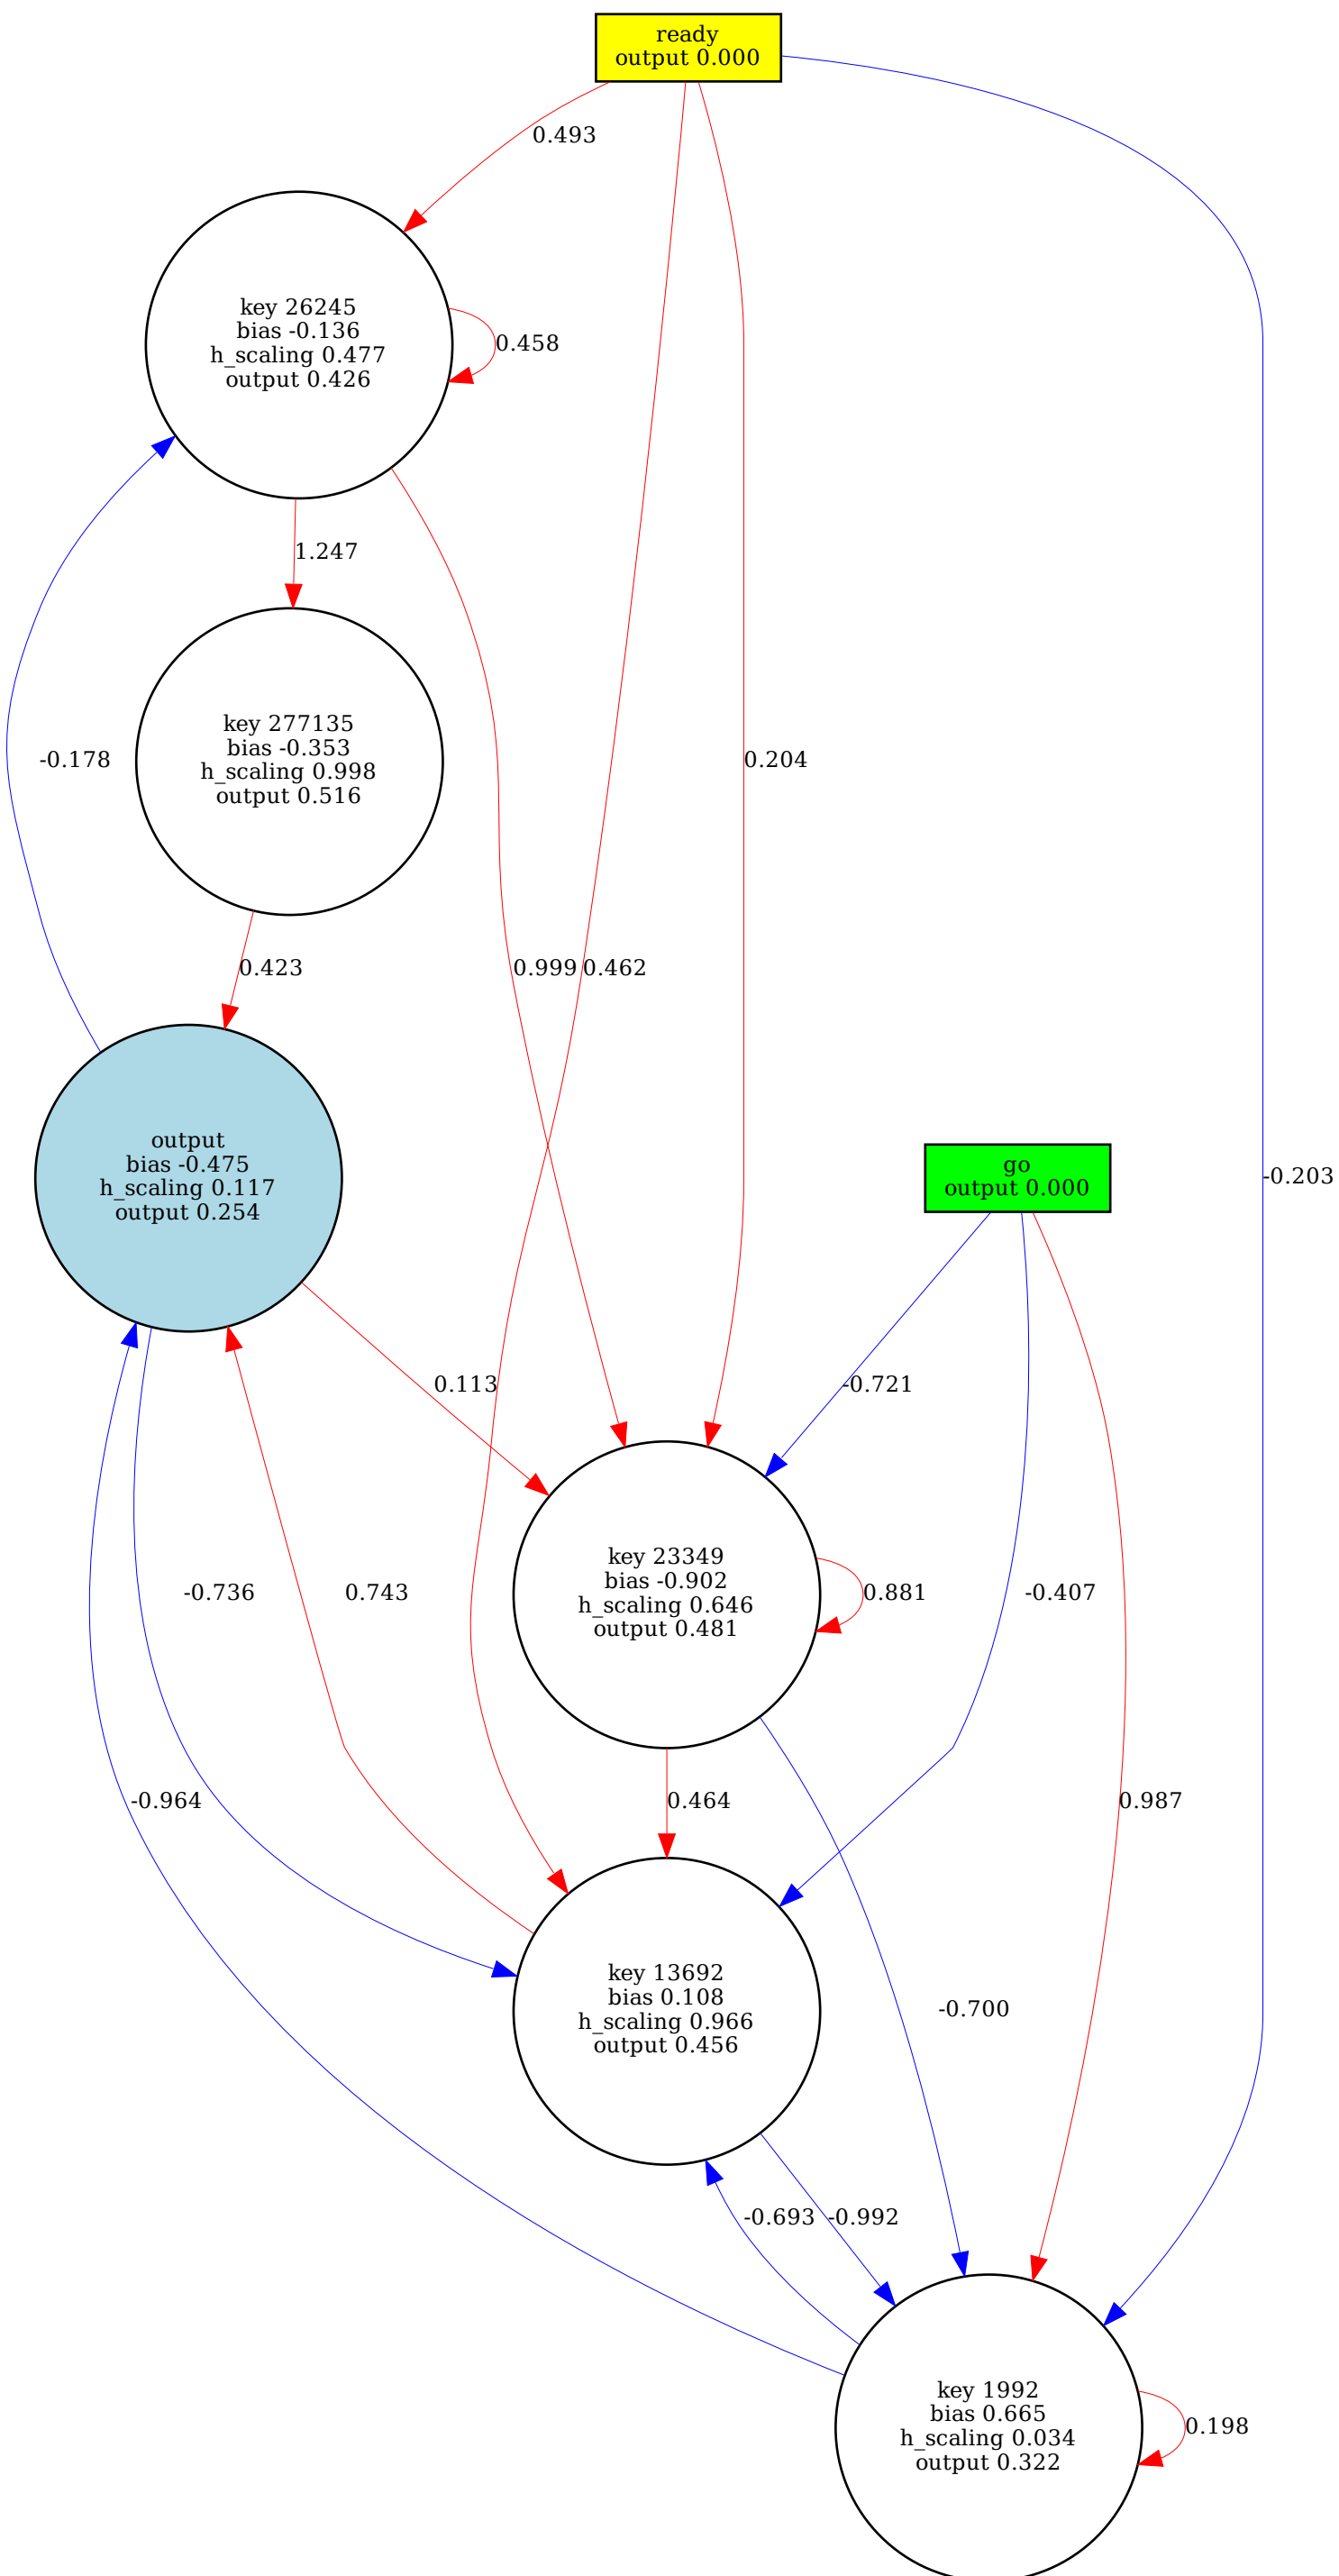 ready
output 0.000
0.493
key 26245
bias -0.136
h_scaling 0.477
output 0.426
0.458
1.247
key 277135
bias -0.353
h_scaling 0.998
output 0.516
-0.178
0.204
0.423
0.999
0.462
output
bias -0.475
h_scaling 0.117
output 0.254
go
output 0.000
-0.203
0.113
-0.721
key 23349
bias -0.902
h_scaling 0.646
output 0.481
-0.736
0.743
0.881
-0.407
-0.964
0.464
0.987
key 13692
bias 0.108
h_scaling 0.966
output 0.456
-0.700
-0.693
-0.992
key 1992
bias 0.665
h_scaling 0.034
output 0.322
0.198